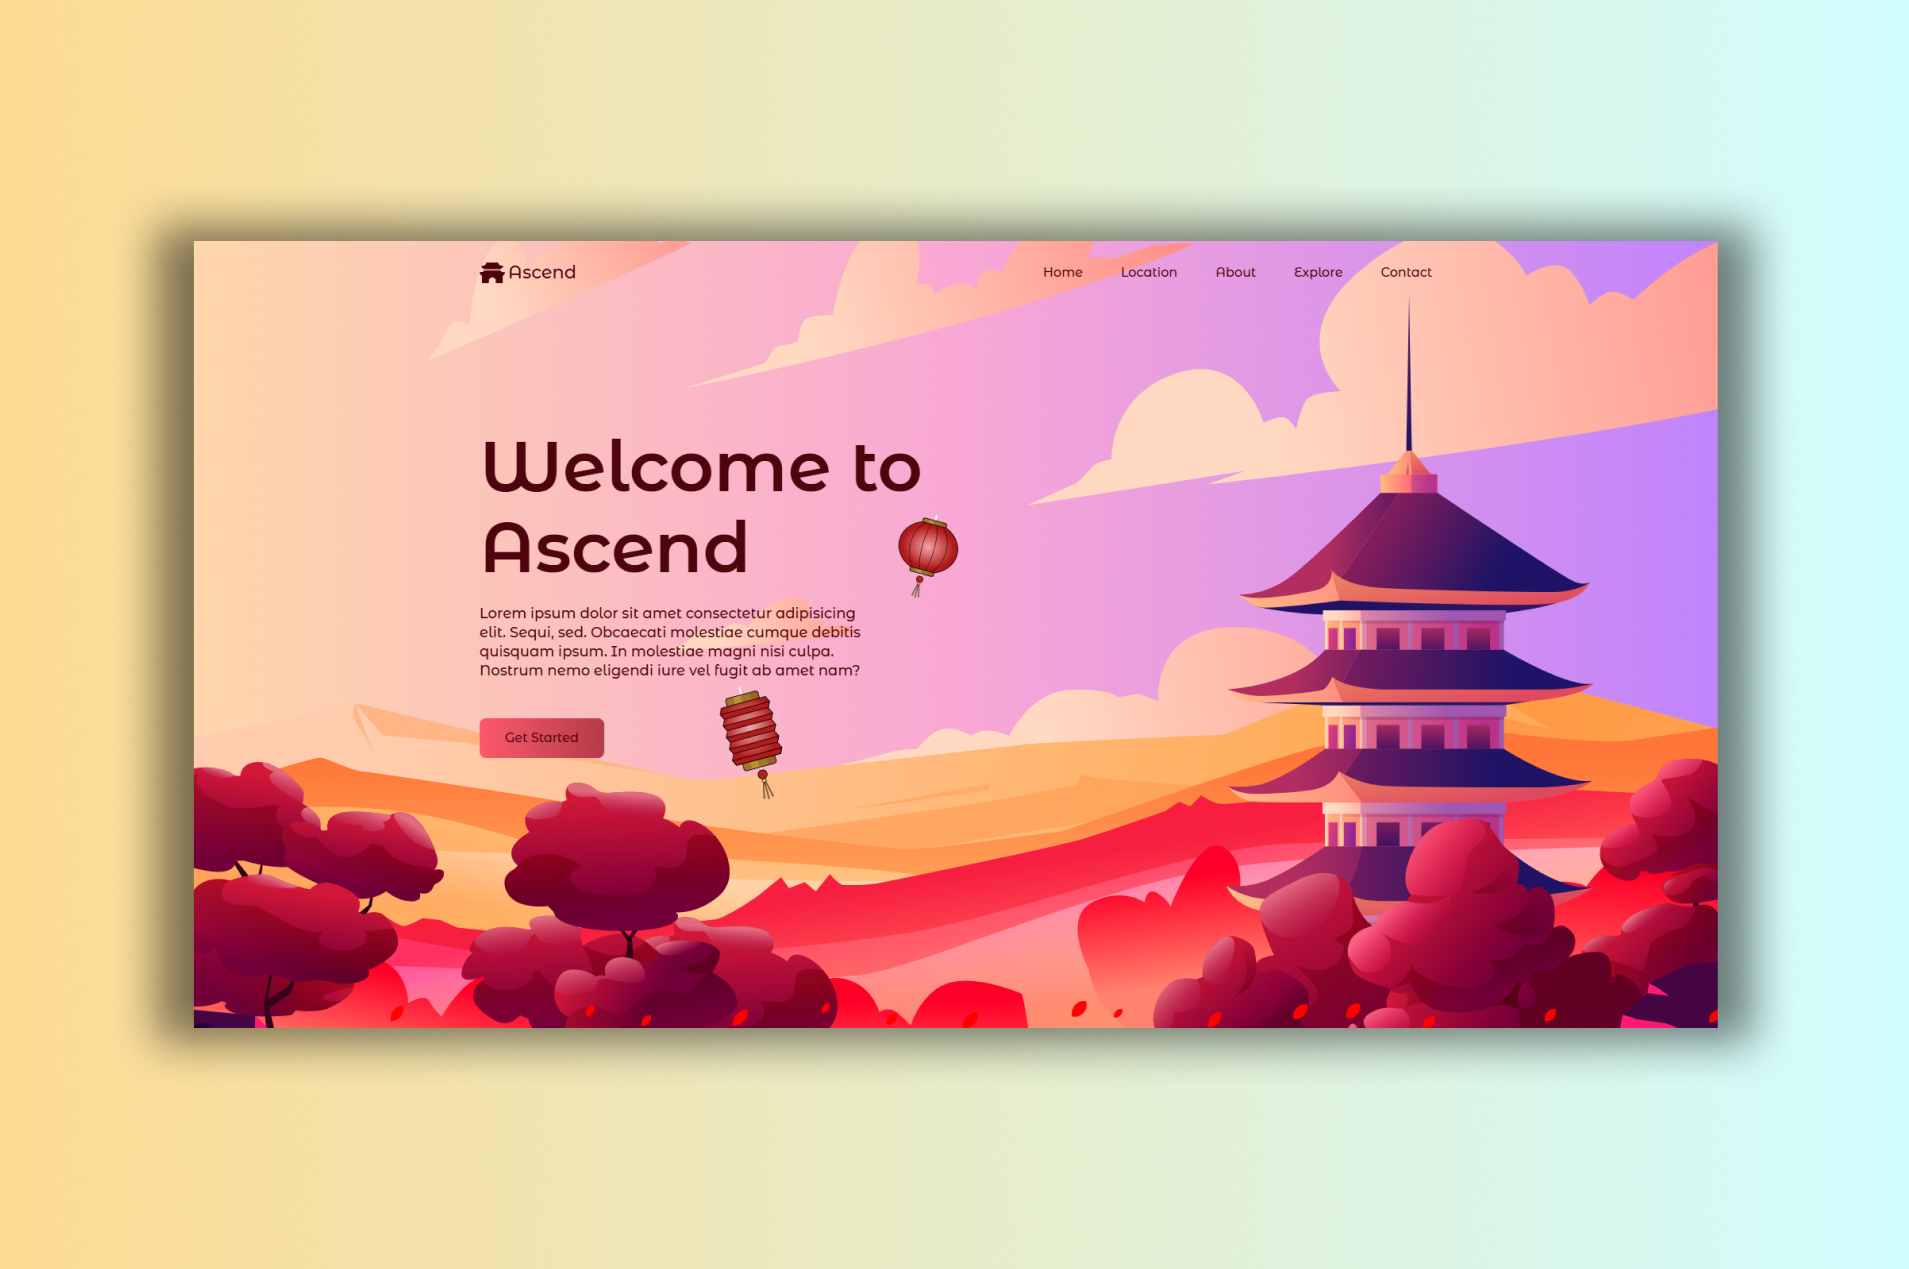 Ascend
Home Location About Explore Contact
Welcome to
Ascend
Lorem ipsum dolor sit amet consectetur adipisicing
elit. Sequi, sed. Obcaecati molestiae cumque debitis
quisquam ipsum. In molestiae magni nisi culpa.
Nostrum nemo eligendi iure vel fugit ab amet nam?
Get Started